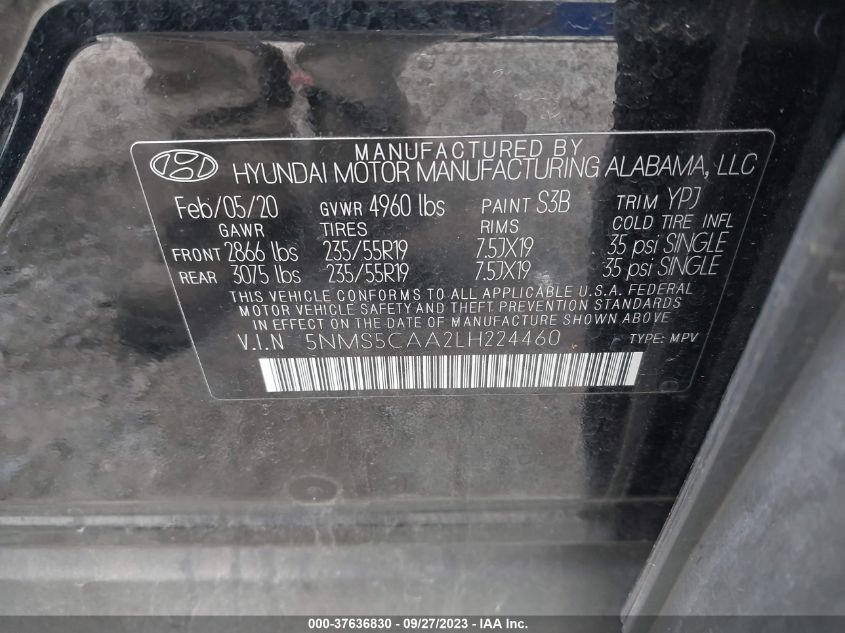 MANUFACTURED BY
HYUNDAI MOTOR MANUFACTURING ALABAMA, LLC
Feb/05/20 GVWR 4960 lbs PAINT S3B TRIM YPJ
GAWR TIRES RIMS COLD TIRE INFL
FRONT 2866 lbs 235/55R19 7.5JX19 35 psi SINGLE
REAR 3075 lbs 235/55R19 7.5JX19 35 psi SINGLE
THIS VEHICLE CONFORMS TO ALL APPLICABLE U.S.A. FEDERAL
MOTOR VEHICLE SAFETY AND THEFT PREVENTION STANDARDS
IN EFFECT ON THE DATE OF MANUFACTURE SHOWN ABOVE
V.I.N 5NMS5CAA2LH224460 TYPE: MPV
000-37636830 - 09/27/2023 - IAA Inc.